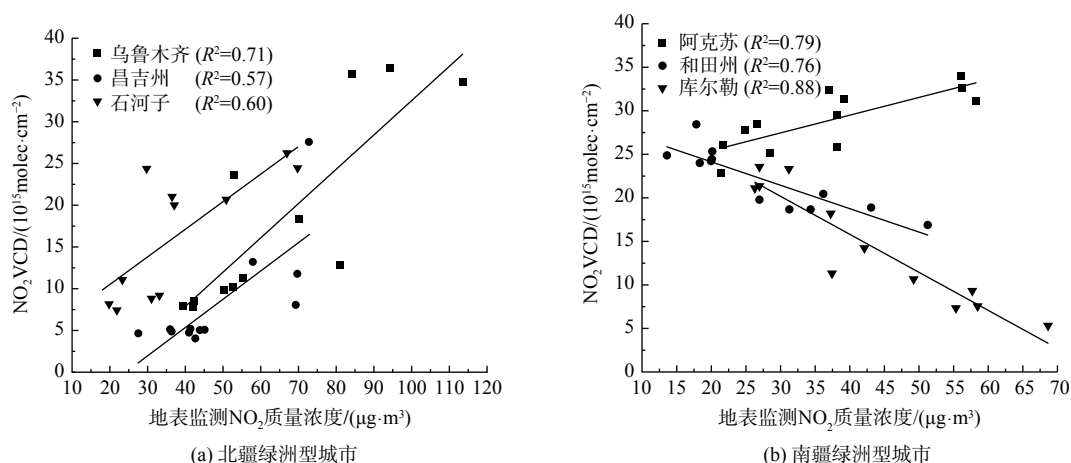 40
35
30
25
20
15
10
5
0
NO₂VCD/(10¹⁵molec·cm⁻²)
乌鲁木齐 (R²=0.71)
昌吉州 (R²=0.57)
石河子 (R²=0.60)
10 20 30 40 50 60 70 80 90 100 110 120
地表监测NO₂质量浓度/(μg·m³)
(a) 北疆绿洲型城市
40
35
30
25
20
15
10
5
0
NO₂VCD/(10¹⁵molec·cm⁻²)
阿克苏 (R²=0.79)
和田州 (R²=0.76)
库尔勒 (R²=0.88)
10 15 20 25 30 35 40 45 50 55 60 65 70
地表监测NO₂质量浓度/(μg·m³)
(b) 南疆绿洲型城市